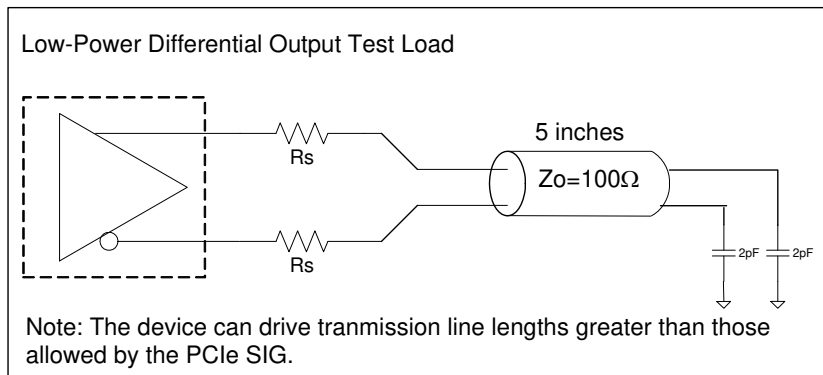 Low-Power Differential Output Test Load
5 inches
Rs
Zo=100Ω
Rs
2pF
2pF
Note: The device can drive tranmission line lengths greater than those
allowed by the PCIe SIG.